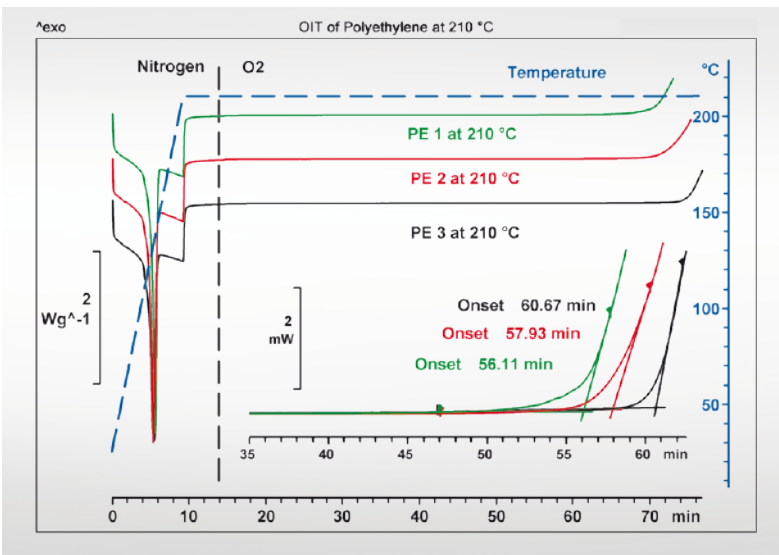 ^exo
OIT of Polyethylene at 210 °C
Nitrogen O2
Temperature
°C
200
PE 1 at 210 °C
PE 2 at 210 °C
150
PE 3 at 210 °C
2
Wg^-1
2
mW
100
Onset 60.67 min
Onset 57.93 min
Onset 56.11 min
50
35 40 45 50 55 60 min
0 10 20 30 40 50 60 70 min